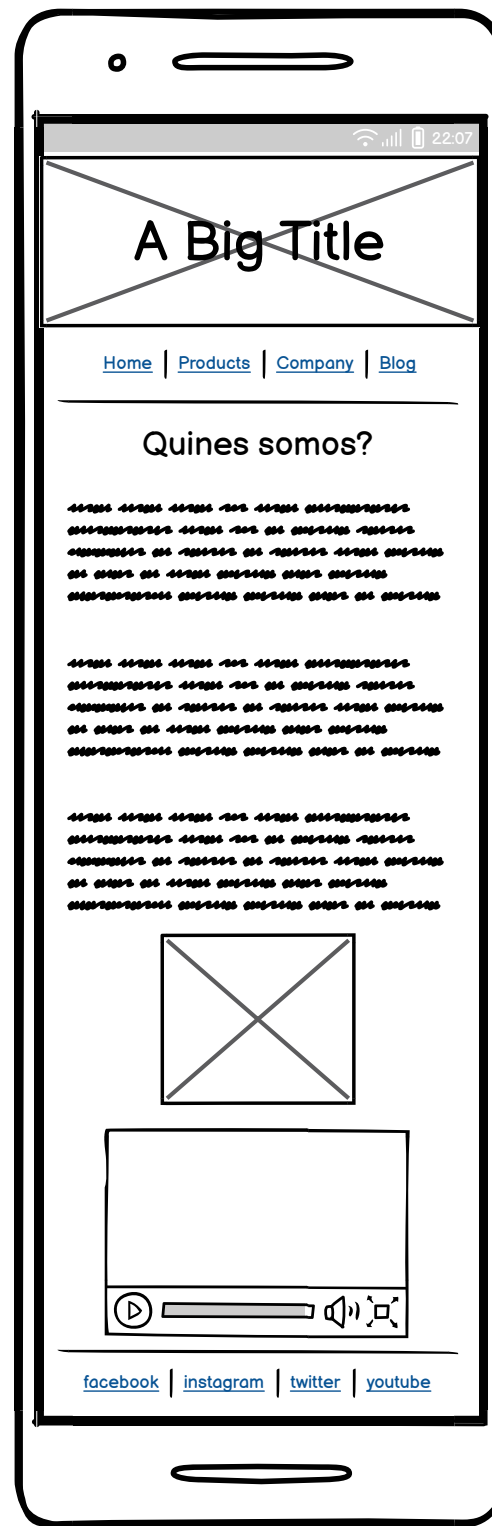 22:07
A Big Title
Home | Products | Company | Blog
Quines somos?
facebook | instagram | twitter | youtube